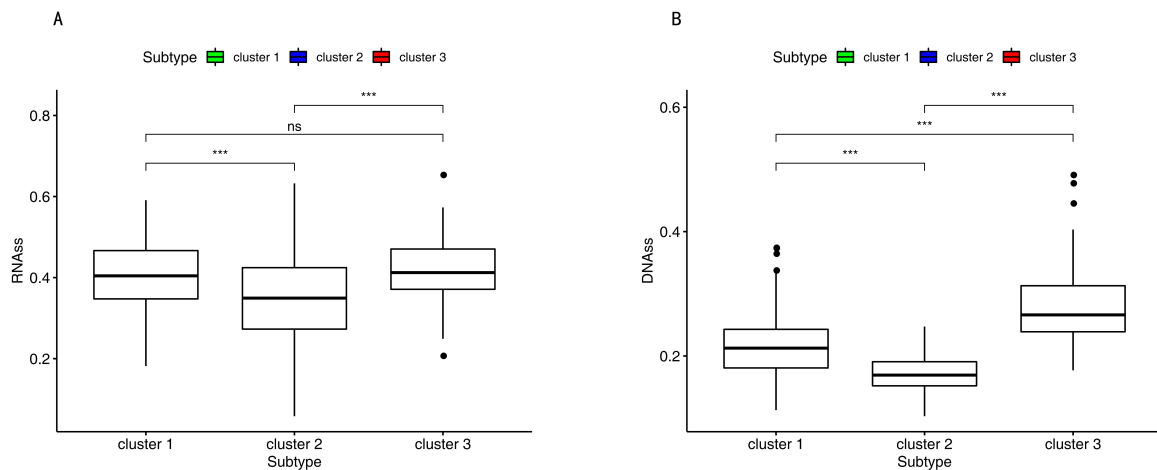 A
Subtype cluster 1 cluster 2 cluster 3
***
ns
***
0.8
0.6
0.4
0.2
RNAss
cluster 1 cluster 2 cluster 3
Subtype
B
Subtype cluster 1 cluster 2 cluster 3
***
***
***
0.6
0.4
0.2
DNAss
cluster 1 cluster 2 cluster 3
Subtype